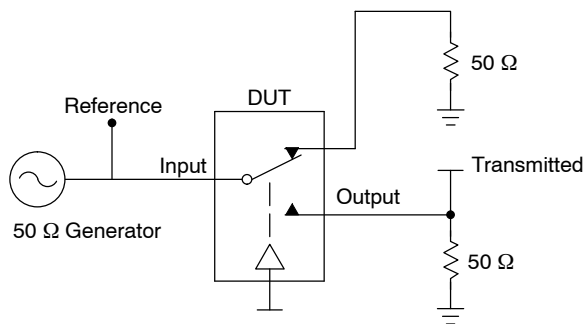 50 Ω
DUT
Reference
Input
Transmitted
Output
50 Ω Generator
50 Ω